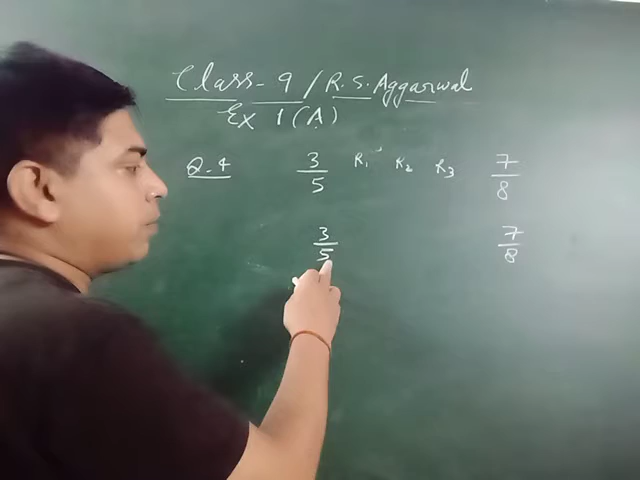 Class-9 / R.S. Aggarwal
Ex 1(A)
Q-4 3/5 R1 R2 R3 7/8
3/5 7/8